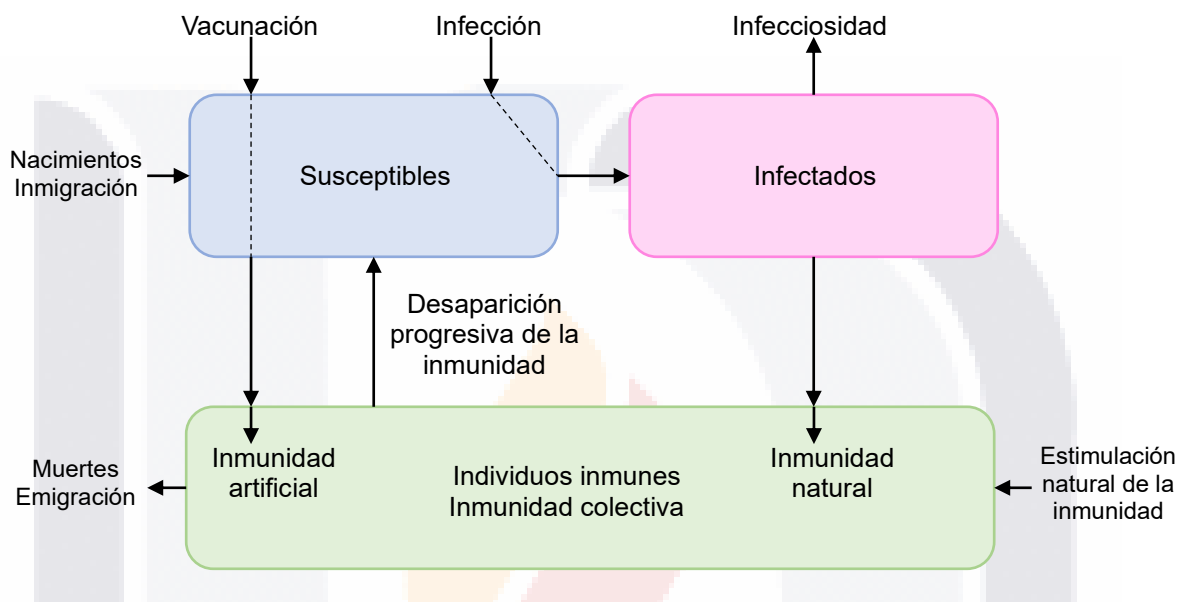 Vacunación
Infección
Infecciosidad
Nacimientos
Inmigración
Susceptibles
Infectados
Desaparición
progresiva de la
inmunidad
Muertes
Emigración
Inmunidad
artificial
Individuos inmunes
Inmunidad colectiva
Inmunidad
natural
Estimulación
natural de la
inmunidad